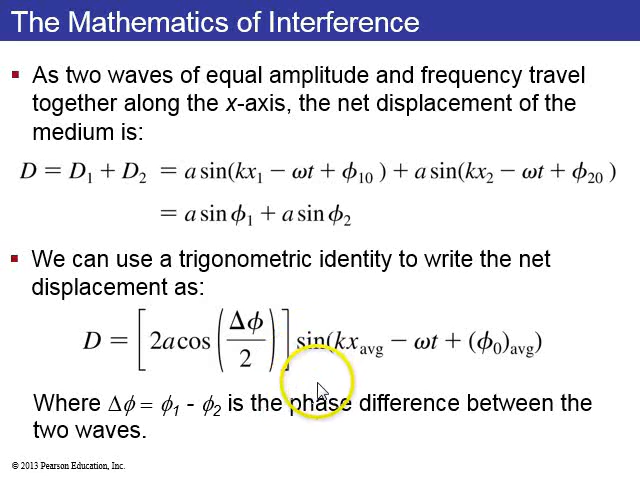 The Mathematics of Interference
▪ As two waves of equal amplitude and frequency travel
together along the x-axis, the net displacement of the
medium is:
D = D₁ + D₂ = a sin(kx₁ − ωt + ϕ₁₀) + a sin(kx₂ − ωt + ϕ₂₀)
= a sin ϕ₁ + a sin ϕ₂
▪ We can use a trigonometric identity to write the net
displacement as:
D = [2a cos(Δϕ/2)] sin(kx_avg − ωt + (ϕ₀)_avg)
Where Δϕ = ϕ₁ - ϕ₂ is the phase difference between the
two waves.
© 2013 Pearson Education, Inc.